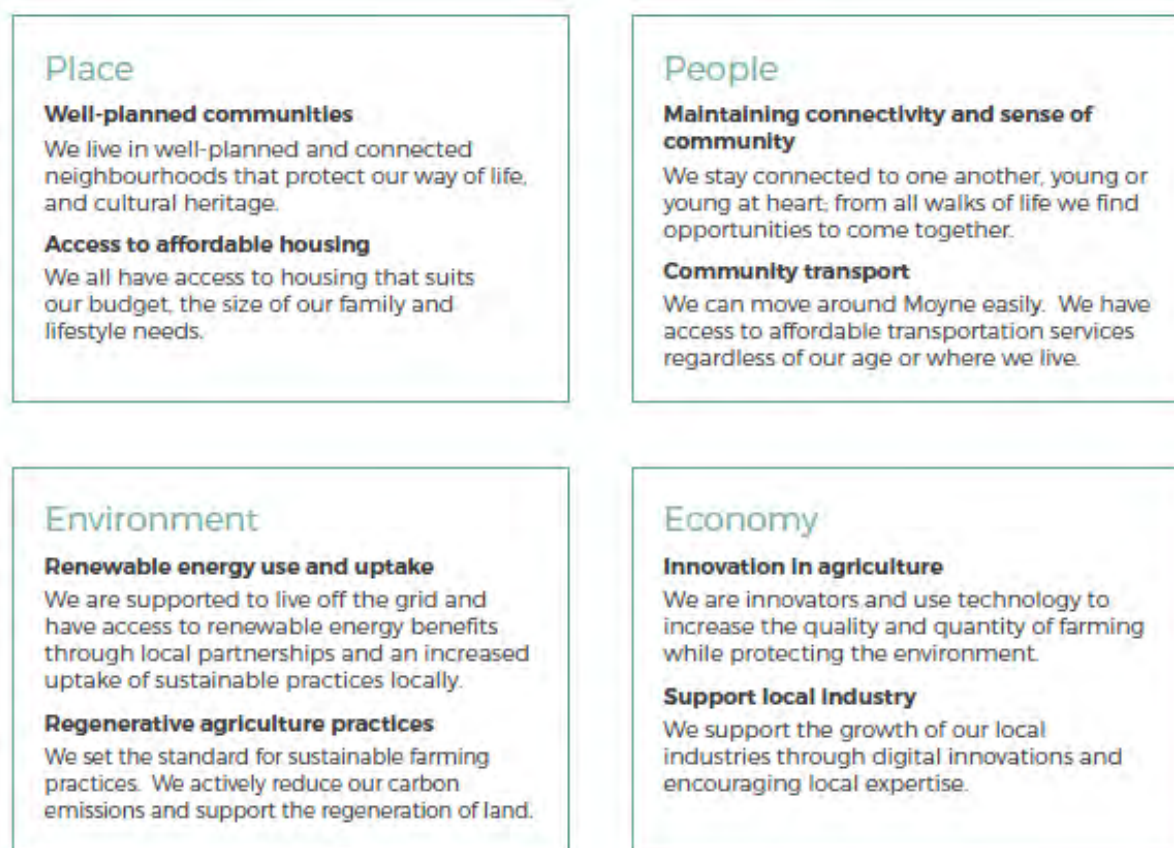 Place
Well-planned communities
We live in well-planned and connected
neighbourhoods that protect our way of life,
and cultural heritage.
Access to affordable housing
We all have access to housing that suits
our budget, the size of our family and
lifestyle needs.
People
Maintaining connectivity and sense of
community
We stay connected to one another, young or
young at heart; from all walks of life we find
opportunities to come together.
Community transport
We can move around Moyne easily. We have
access to affordable transportation services
regardless of our age or where we live.
Environment
Renewable energy use and uptake
We are supported to live off the grid and
have access to renewable energy benefits
through local partnerships and an increased
uptake of sustainable practices locally.
Regenerative agriculture practices
We set the standard for sustainable farming
practices. We actively reduce our carbon
emissions and support the regeneration of land.
Economy
Innovation in agriculture
We are innovators and use technology to
increase the quality and quantity of farming
while protecting the environment.
Support local industry
We support the growth of our local
industries through digital innovations and
encouraging local expertise.